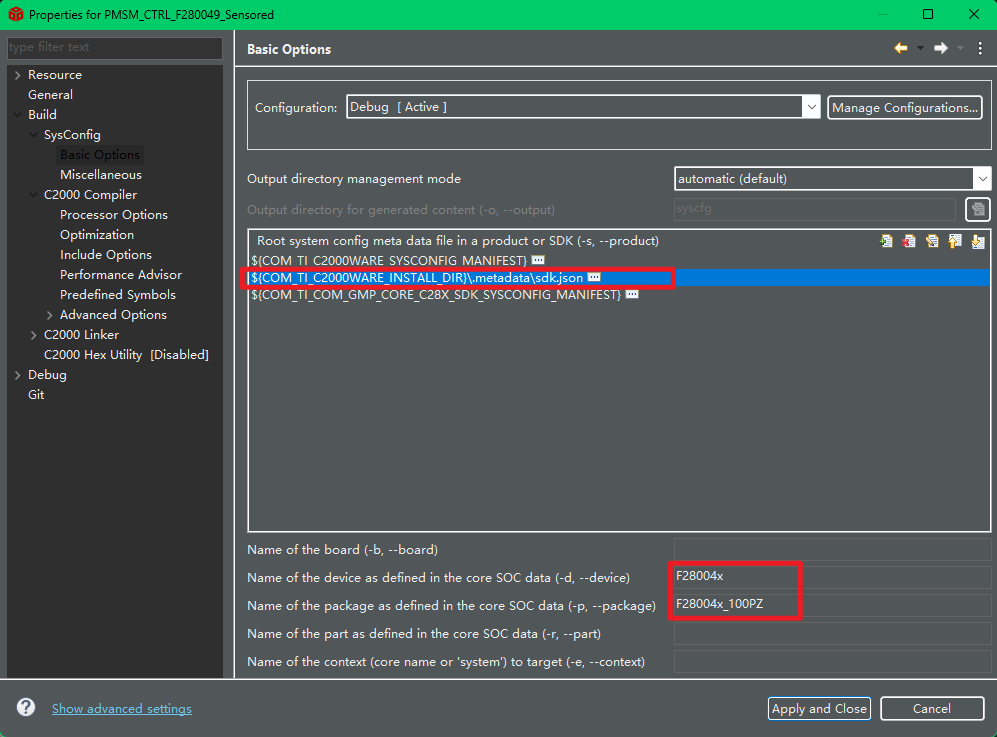 Properties for PMSM_CTRL_F280049_Sensored
type filter text
Basic Options
Resource
General
Build
SysConfig
Basic Options
Miscellaneous
C2000 Compiler
Processor Options
Optimization
Include Options
Performance Advisor
Predefined Symbols
Advanced Options
C2000 Linker
C2000 Hex Utility [Disabled]
Debug
Git
Configuration: Debug [ Active ] Manage Configurations...
Output directory management mode automatic (default)
Output directory for generated content (-o, --output) syscfg
Root system config meta data file in a product or SDK (-s, --product)
${COM_TI_C2000WARE_SYSCONFIG_MANIFEST}
${COM_TI_C2000WARE_INSTALL_DIR}\.metadata\sdk.json
${COM_TI_COM_GMP_CORE_C28X_SDK_SYSCONFIG_MANIFEST}
Name of the board (-b, --board)
Name of the device as defined in the core SOC data (-d, --device) F28004x
Name of the package as defined in the core SOC data (-p, --package) F28004x_100PZ
Name of the part as defined in the core SOC data (-r, --part)
Name of the context (core name or 'system') to target (-e, --context)
Show advanced settings
Apply and Close Cancel